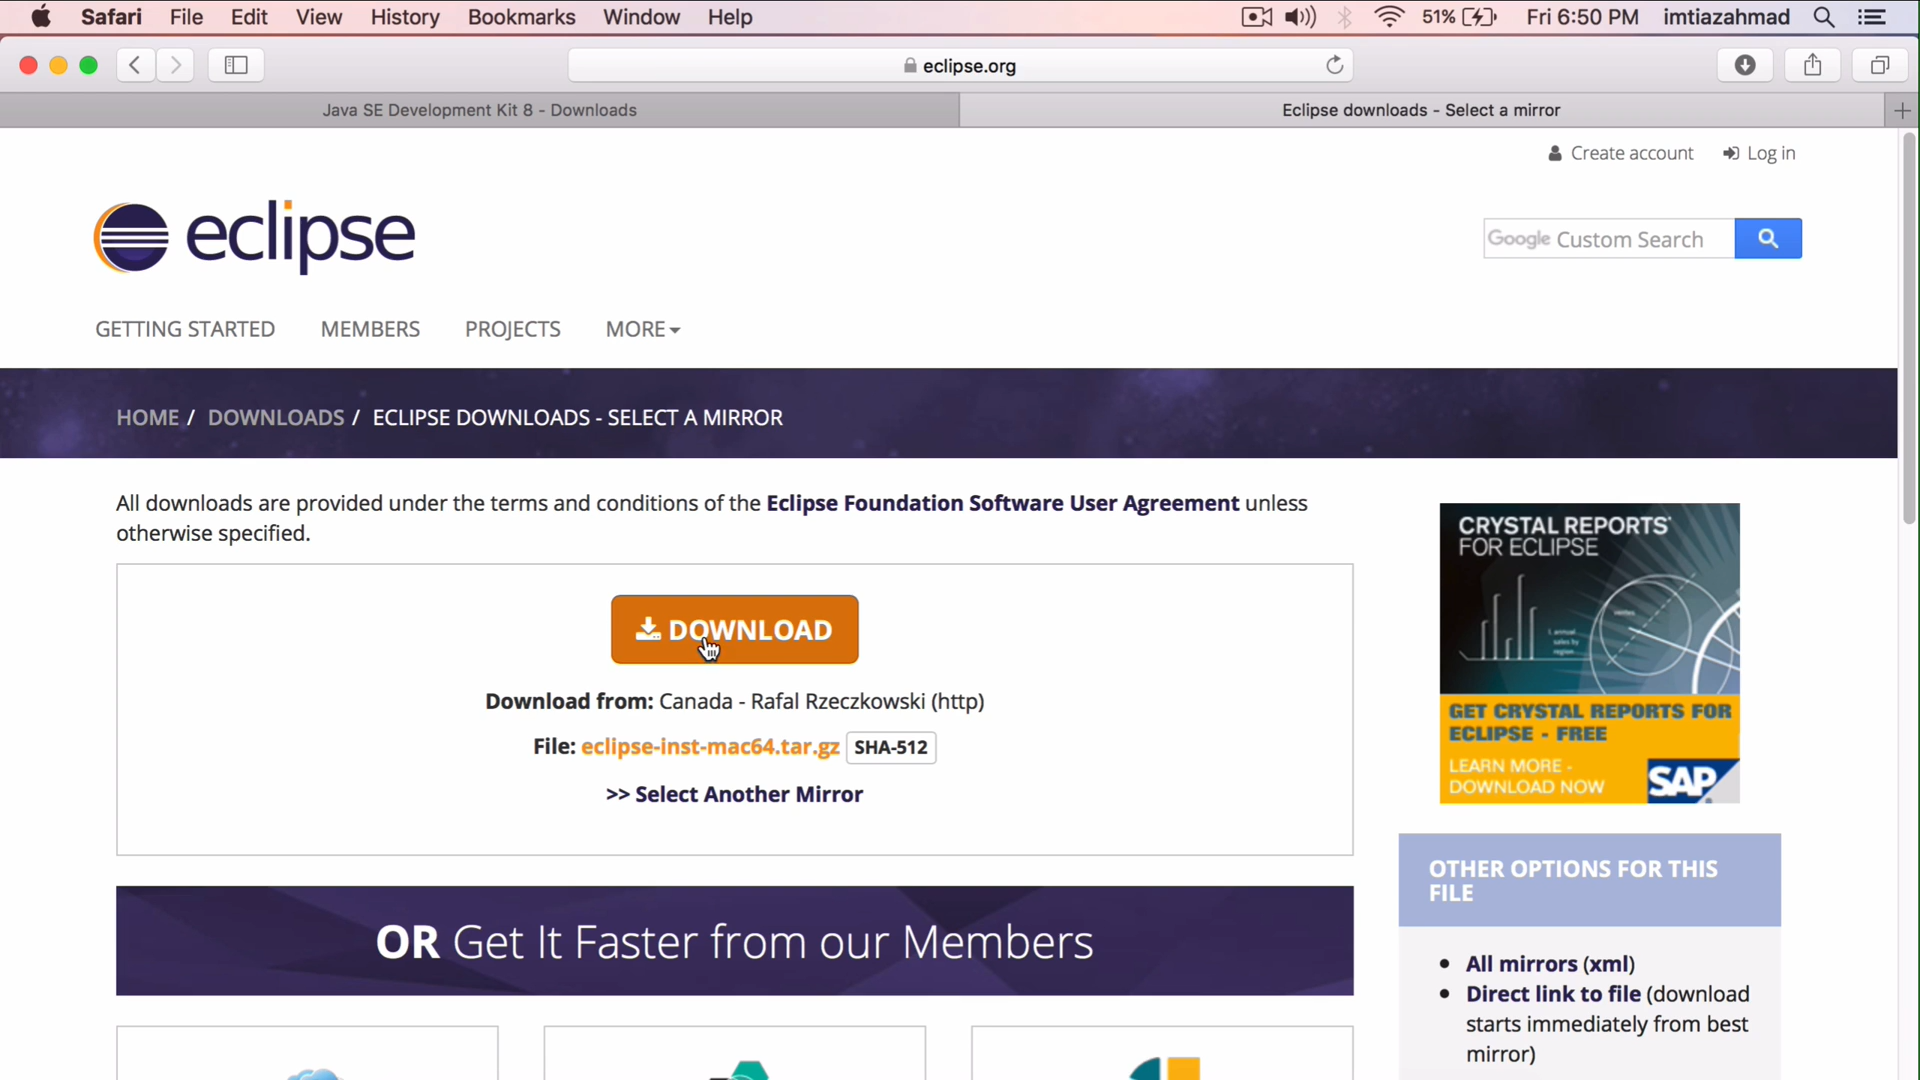 Safari File Edit View History Bookmarks Window Help 51% Fri 6:50 PM imtiazahmad
eclipse.org
Java SE Development Kit 8 - Downloads Eclipse downloads - Select a mirror
Create account Log in
eclipse
Google Custom Search
GETTING STARTED MEMBERS PROJECTS MORE
HOME / DOWNLOADS / ECLIPSE DOWNLOADS - SELECT A MIRROR
All downloads are provided under the terms and conditions of the Eclipse Foundation Software User Agreement unless
otherwise specified.
DOWNLOAD
Download from: Canada - Rafal Rzeczkowski (http)
File: eclipse-inst-mac64.tar.gz SHA-512
>> Select Another Mirror
OR Get It Faster from our Members
CRYSTAL REPORTS
FOR ECLIPSE
1. annual
sales by
region
GET CRYSTAL REPORTS FOR
ECLIPSE - FREE
LEARN MORE -
DOWNLOAD NOW
SAP
OTHER OPTIONS FOR THIS
FILE
• All mirrors (xml)
• Direct link to file (download
starts immediately from best
mirror)